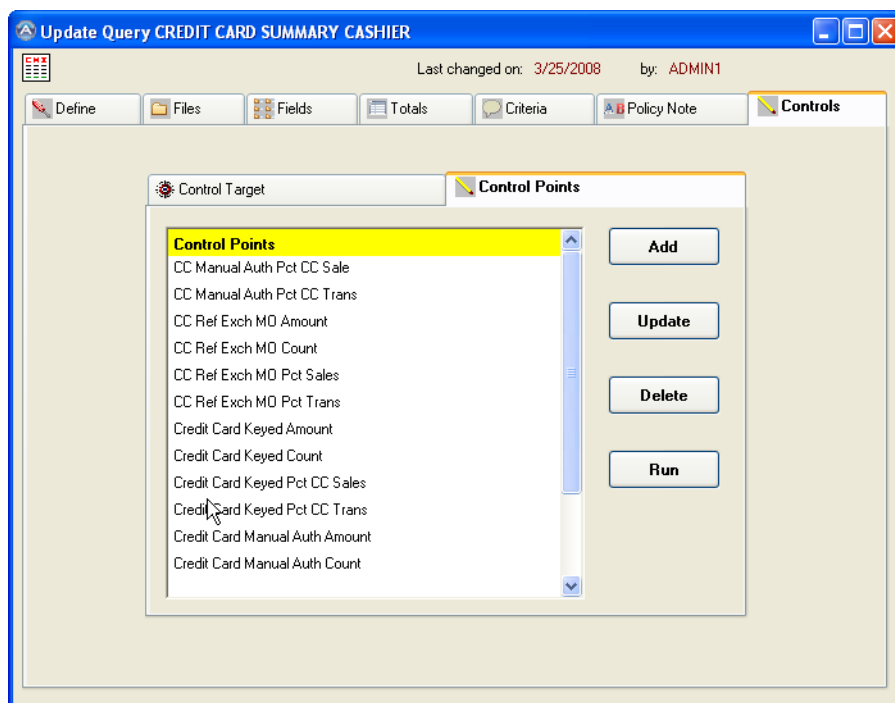 Update Query CREDIT CARD SUMMARY CASHIER
CMI
Last changed on: 3/25/2008 by: ADMIN1
Define Files Fields Totals Criteria A B Policy Note Controls
Control Target Control Points
Control Points
CC Manual Auth Pct CC Sale
CC Manual Auth Pct CC Trans
CC Ref Exch MO Amount
CC Ref Exch MO Count
CC Ref Exch MO Pct Sales
CC Ref Exch MO Pct Trans
Credit Card Keyed Amount
Credit Card Keyed Count
Credit Card Keyed Pct CC Sales
Credit Card Keyed Pct CC Trans
Credit Card Manual Auth Amount
Credit Card Manual Auth Count
Add
Update
Delete
Run